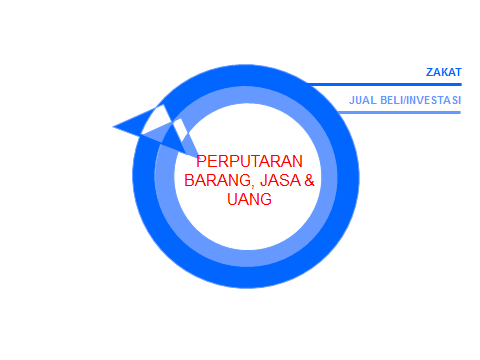 ZAKAT
JUAL BELI/INVESTASI
PERPUTARAN
BARANG, JASA &
UANG